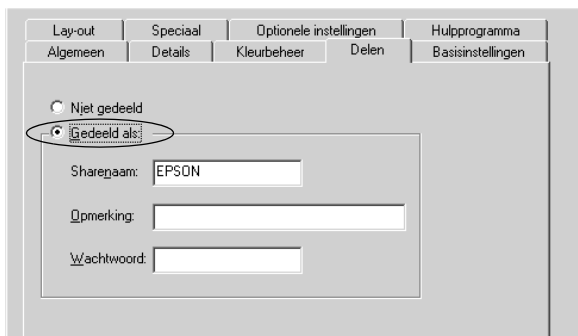 Lay-out Speciaal Optionele instellingen Hulpprogramma
Algemeen Details Kleurbeheer Delen Basisinstellingen
Niet gedeeld
Gedeeld als:
Sharenaam: EPSON
Opmerking:
Wachtwoord: